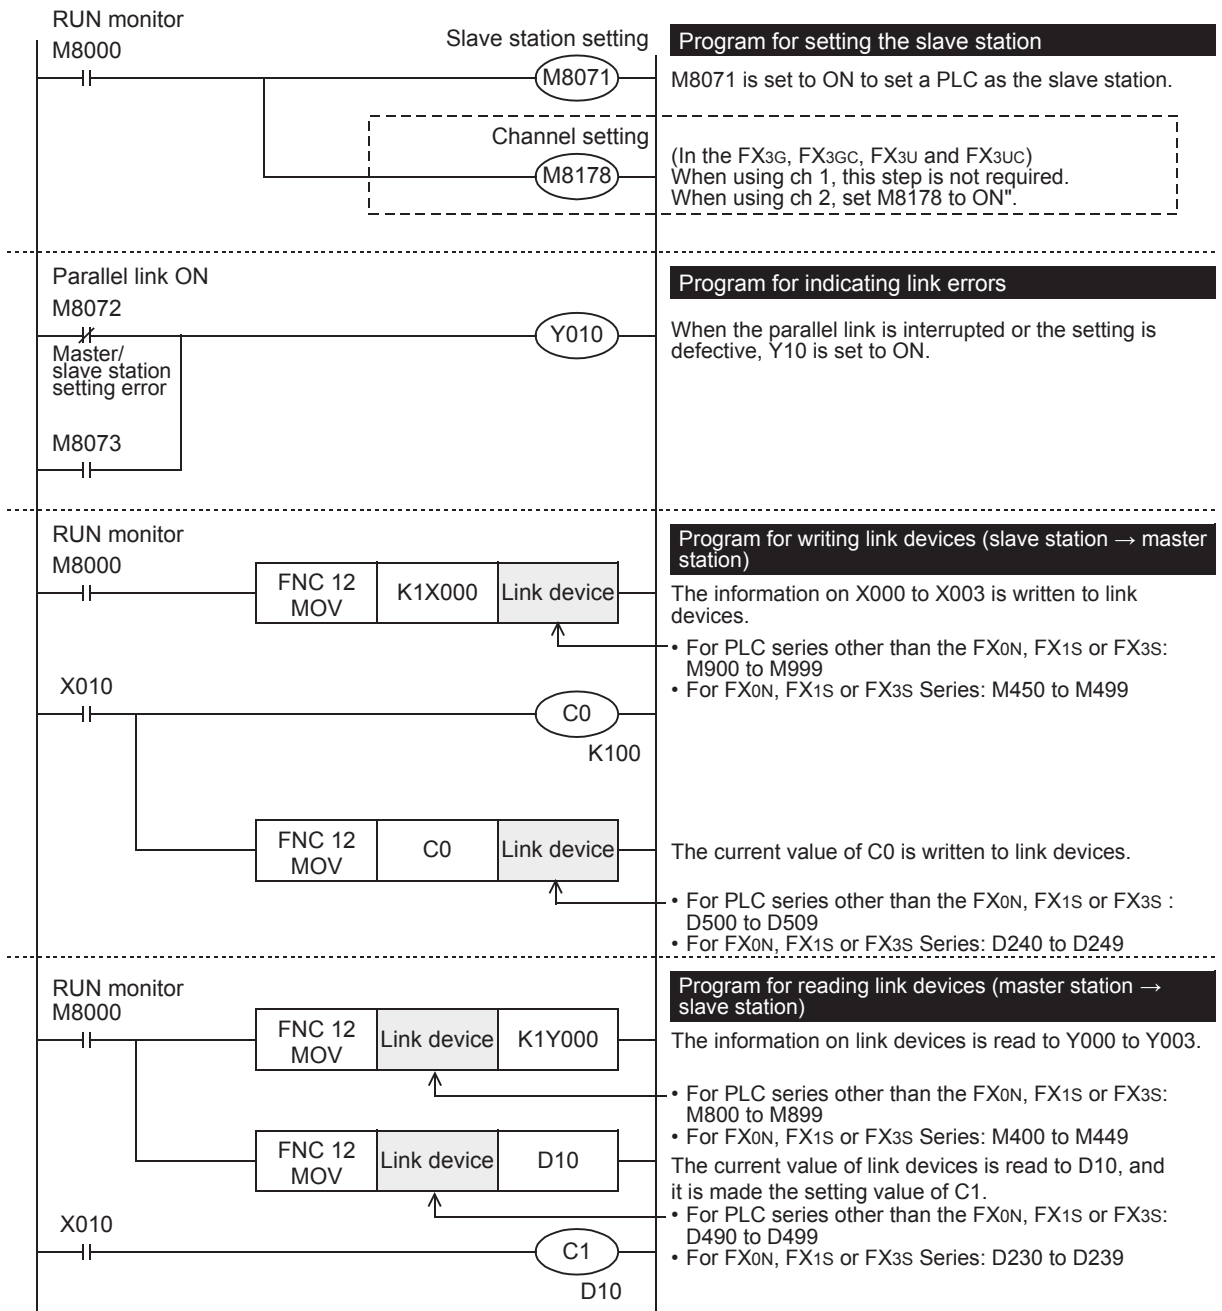 RUN monitor
M8000
Slave station setting
M8071
Program for setting the slave station
M8071 is set to ON to set a PLC as the slave station.
Channel setting
M8178
(In the FX3G, FX3GC, FX3U and FX3UC)
When using ch 1, this step is not required.
When using ch 2, set M8178 to ON".
Parallel link ON
M8072
Master/
slave station
setting error
M8073
Y010
Program for indicating link errors
When the parallel link is interrupted or the setting is
defective, Y10 is set to ON.
RUN monitor
M8000
FNC 12
MOV
K1X000
Link device
Program for writing link devices (slave station → master
station)
The information on X000 to X003 is written to link
devices.
• For PLC series other than the FX0N, FX1S or FX3S:
M900 to M999
• For FX0N, FX1S or FX3S Series: M450 to M499
X010
C0
K100
FNC 12
MOV
C0
Link device
The current value of C0 is written to link devices.
• For PLC series other than the FX0N, FX1S or FX3S :
D500 to D509
• For FX0N, FX1S or FX3S Series: D240 to D249
RUN monitor
M8000
FNC 12
MOV
Link device
K1Y000
Program for reading link devices (master station →
slave station)
The information on link devices is read to Y000 to Y003.
• For PLC series other than the FX0N, FX1S or FX3S:
M800 to M899
• For FX0N, FX1S or FX3S Series: M400 to M449
FNC 12
MOV
Link device
D10
The current value of link devices is read to D10, and
it is made the setting value of C1.
• For PLC series other than the FX0N, FX1S or FX3S:
D490 to D499
• For FX0N, FX1S or FX3S Series: D230 to D239
X010
C1
D10